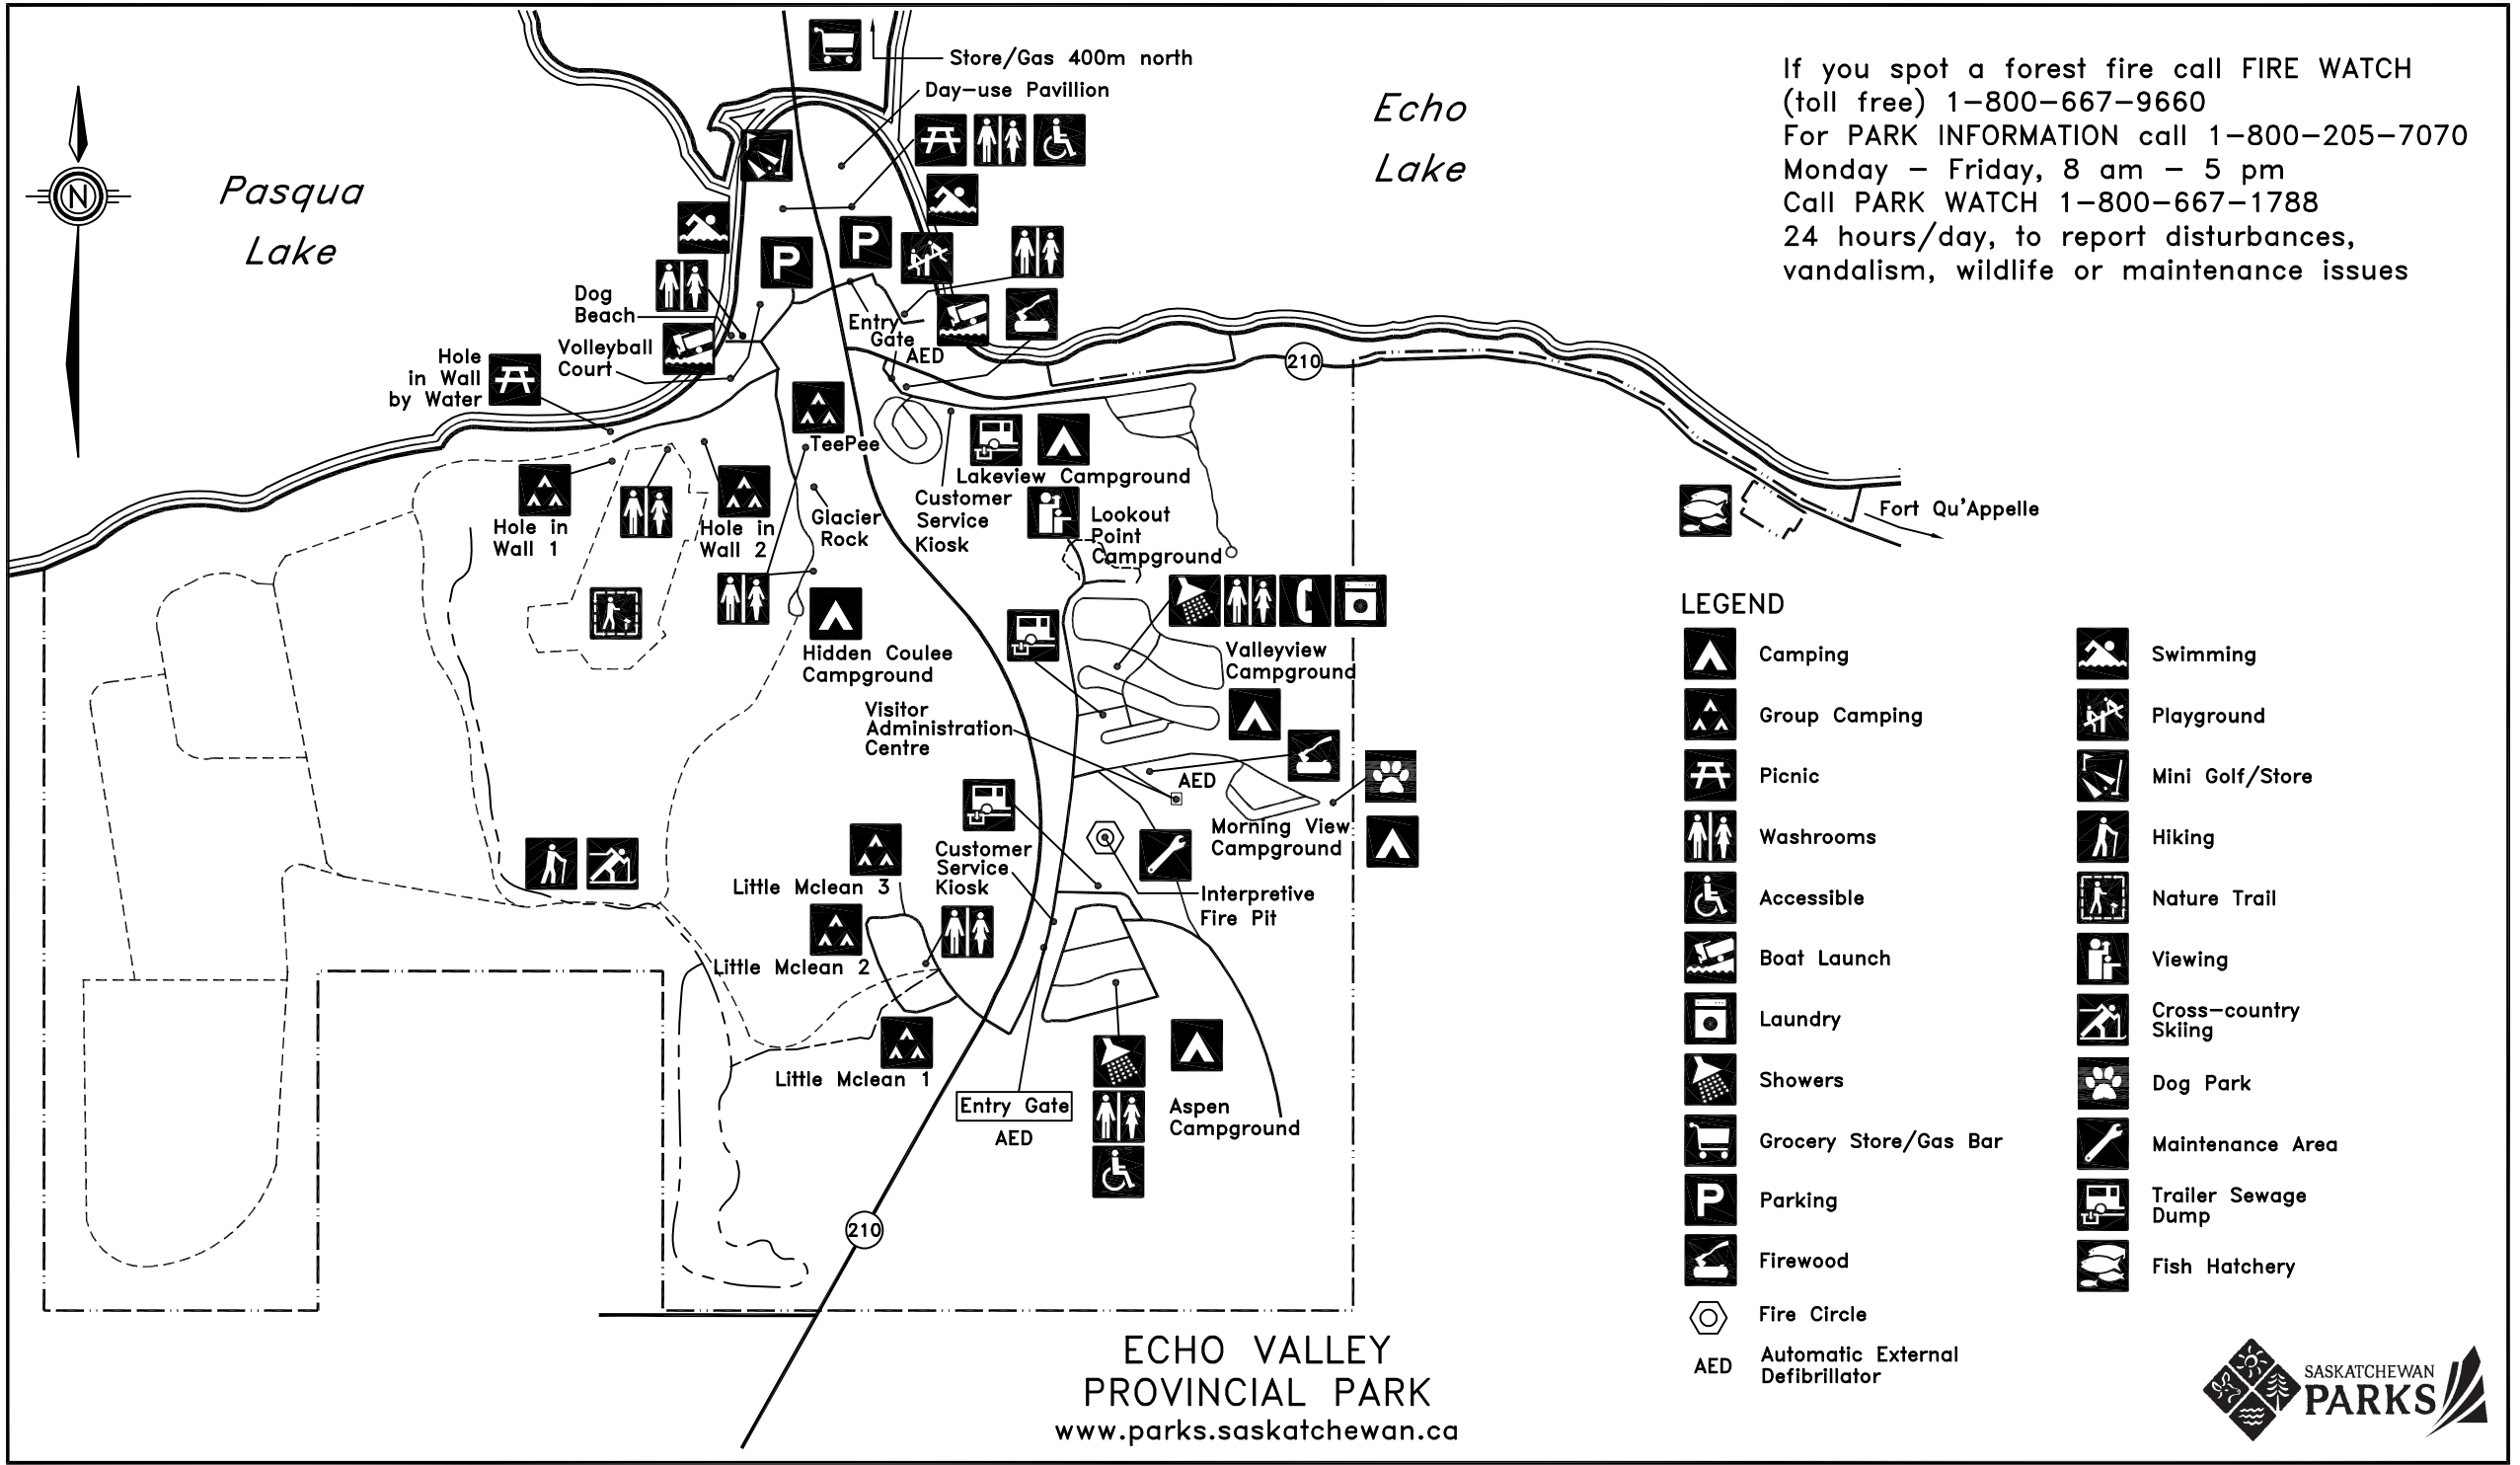 Store/Gas 400m north
Day-use Pavillion
Echo
Lake
If you spot a forest fire call FIRE WATCH
(toll free) 1-800-667-9660
For PARK INFORMATION call 1-800-205-7070
Monday - Friday, 8 am - 5 pm
Call PARK WATCH 1-800-667-1788
24 hours/day, to report disturbances,
vandalism, wildlife or maintenance issues
N
Pasqua
Lake
P
P
Dog
Beach
Entry
Gate
AED
Volleyball
Court
Hole
in Wall
by Water
210
TeePee
Lakeview Campground
Customer
Service
Kiosk
Hole in
Wall 1
Hole in
Wall 2
Glacier
Rock
Lookout
Point
Campground
Fort Qu'Appelle
Hidden Coulee
Campground
Valleyview
Campground
Visitor
Administration
Centre
AED
Morning View
Campground
Customer
Service
Kiosk
Little Mclean 3
Interpretive
Fire Pit
Little Mclean 2
Little Mclean 1
Entry Gate
AED
Aspen
Campground
210
LEGEND
Camping
Group Camping
Picnic
Washrooms
Accessible
Boat Launch
Laundry
Showers
Grocery Store/Gas Bar
P Parking
Firewood
Fire Circle
AED Automatic External
Defibrillator
Swimming
Playground
Mini Golf/Store
Hiking
Nature Trail
Viewing
Cross-country
Skiing
Dog Park
Maintenance Area
Trailer Sewage
Dump
Fish Hatchery
ECHO VALLEY
PROVINCIAL PARK
www.parks.saskatchewan.ca
SASKATCHEWAN
PARKS